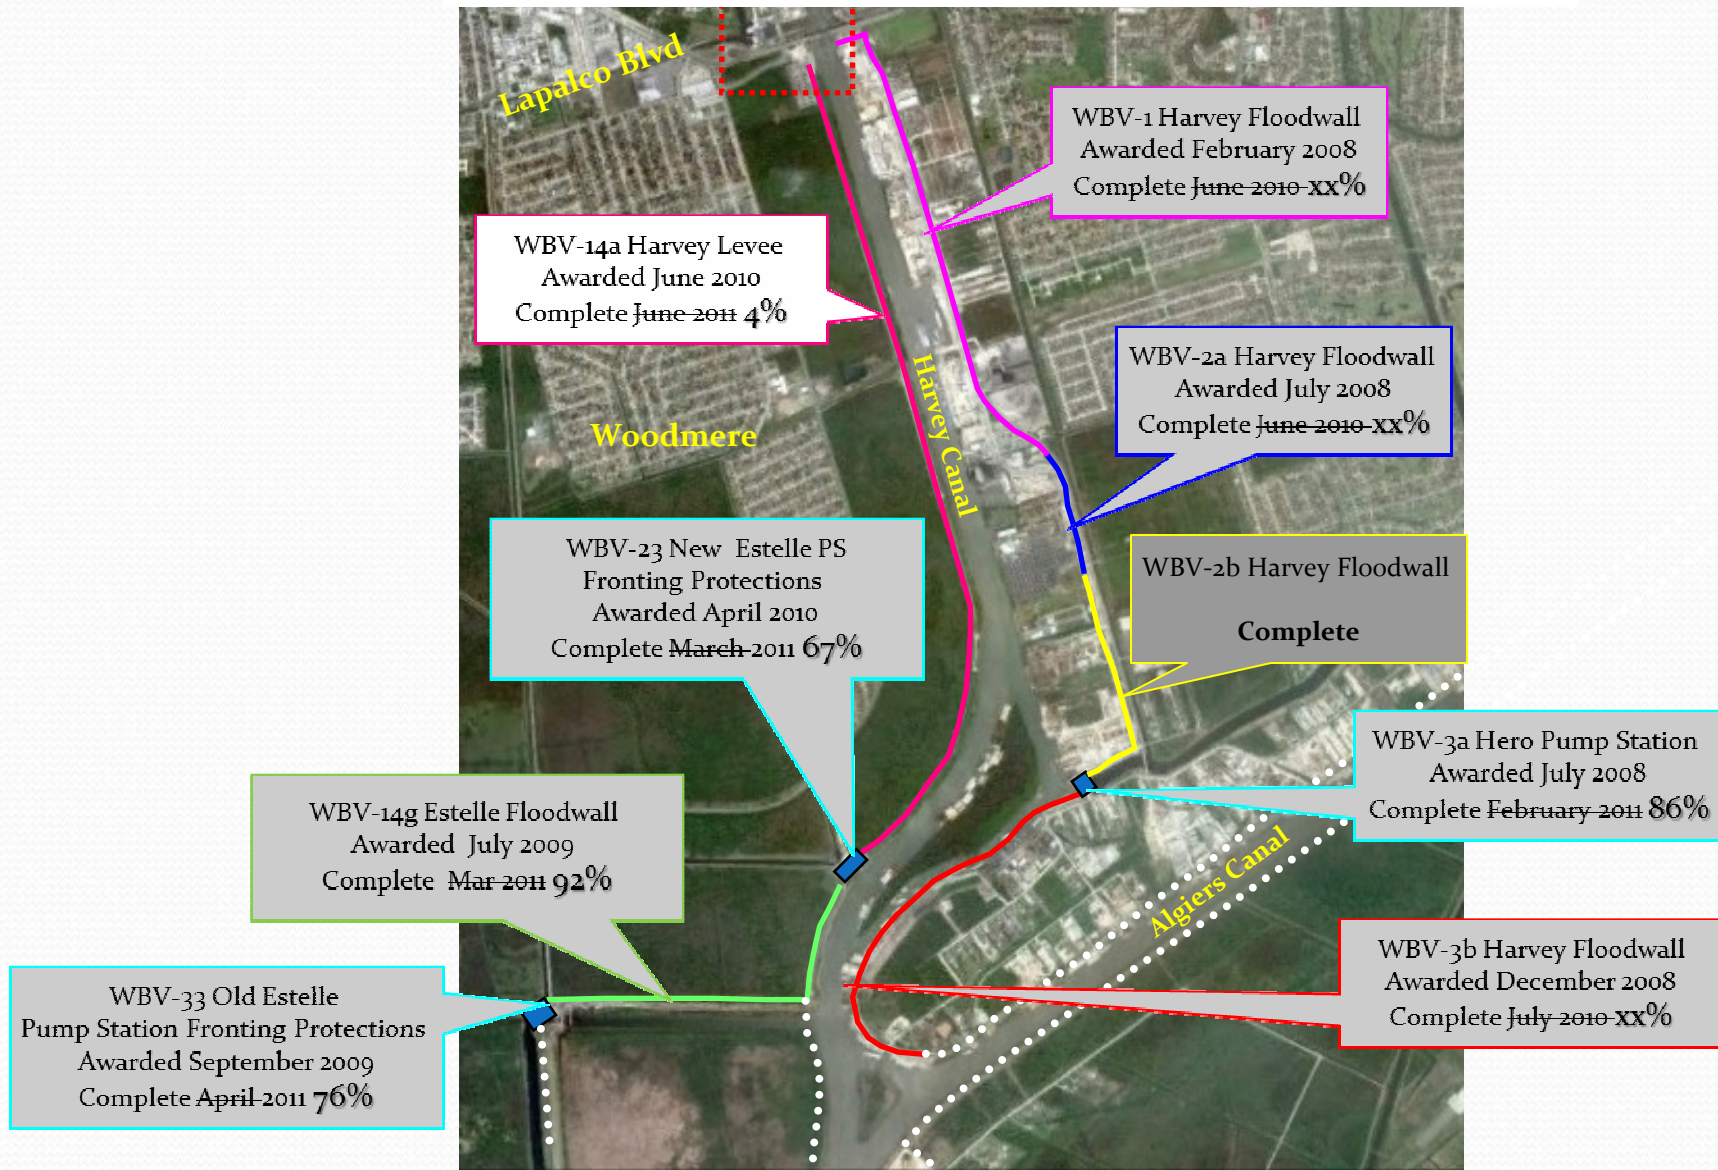 Lapalco Blvd
WBV-1 Harvey Floodwall
Awarded February 2008
Complete June 2010 xx%
WBV-14a Harvey Levee
Awarded June 2010
Complete June 2011 4%
WBV-2a Harvey Floodwall
Awarded July 2008
Complete June 2010 xx%
Harvey Canal
Woodmere
WBV-23 New Estelle PS
Fronting Protections
Awarded April 2010
Complete March 2011 67%
WBV-2b Harvey Floodwall
Complete
WBV-3a Hero Pump Station
Awarded July 2008
Complete February 2011 86%
WBV-14g Estelle Floodwall
Awarded July 2009
Complete Mar 2011 92%
Algiers Canal
WBV-3b Harvey Floodwall
Awarded December 2008
Complete July 2010 xx%
WBV-33 Old Estelle
Pump Station Fronting Protections
Awarded September 2009
Complete April 2011 76%